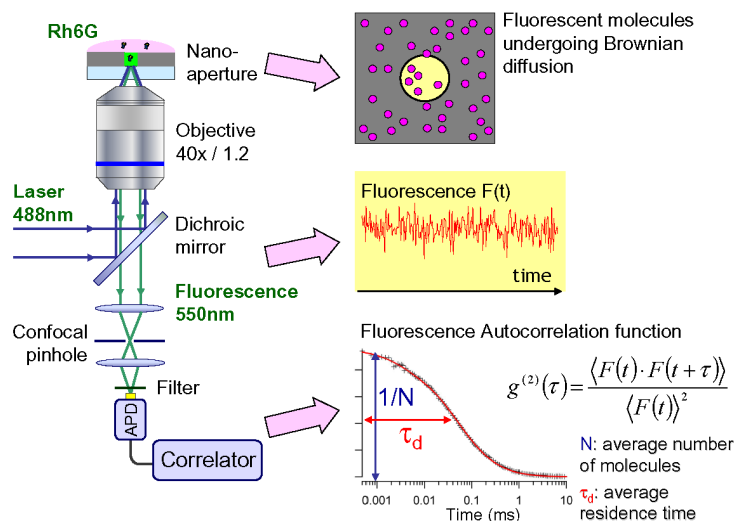 Rh6G
Nano-
aperture
Objective
40x / 1.2
Laser
488nm
Dichroic
mirror
Fluorescence
550nm
Confocal
pinhole
Filter
APD
Correlator
Fluorescent molecules
undergoing Brownian
diffusion
Fluorescence F(t)
time
Fluorescence Autocorrelation function
1/N
τd
g⁽²⁾(τ) = ⟨F(t)·F(t+τ)⟩ / ⟨F(t)⟩²
N: average number
of molecules
τd: average
residence time
0.001 0.01 0.1 1 10
Time (ms)